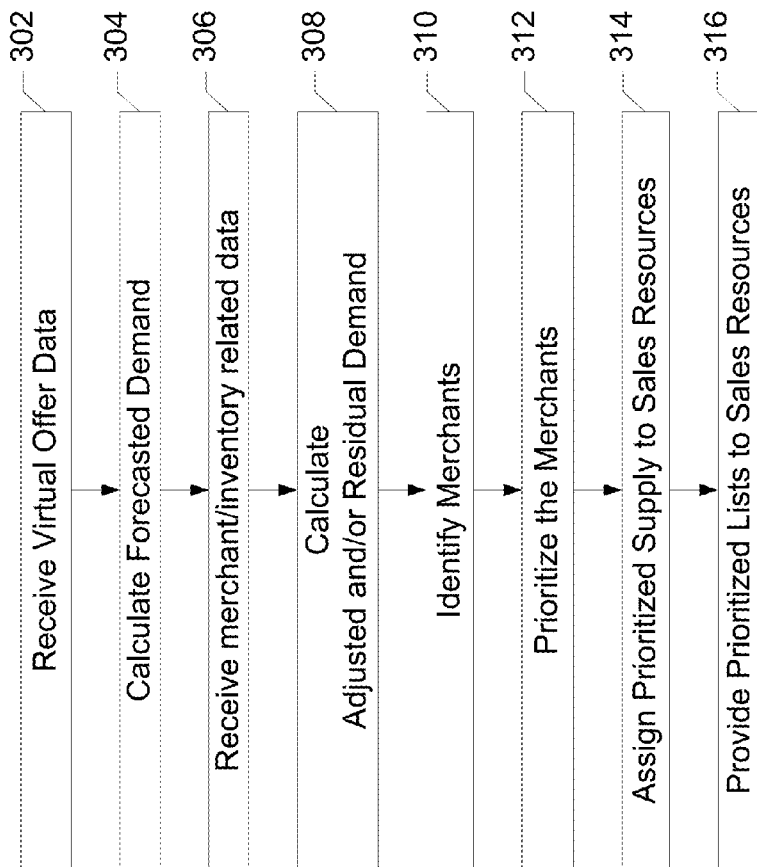 Receive Virtual Offer Data
302
Calculate Forecasted Demand
304
Receive merchant/inventory related data
306
Calculate
Adjusted and/or Residual Demand
308
Identify Merchants
310
Prioritize the Merchants
312
Assign Prioritized Supply to Sales Resources
314
Provide Prioritized Lists to Sales Resources
316